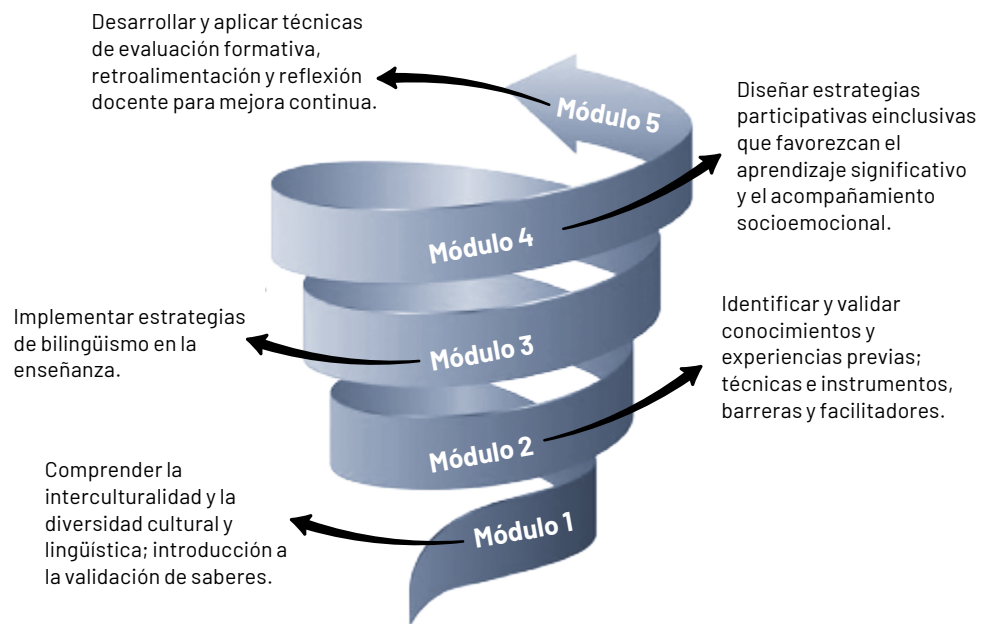 Desarrollar y aplicar técnicas
de evaluación formativa,
retroalimentación y reflexión
docente para mejora continua.
Módulo 5
Diseñar estrategias
participativas einclusivas
que favorezcan el
aprendizaje significativo
y el acompañamiento
socioemocional.
Módulo 4
Implementar estrategias
de bilingüismo en la
enseñanza.
Módulo 3
Identificar y validar
conocimientos y
experiencias previas;
técnicas e instrumentos,
barreras y facilitadores.
Módulo 2
Comprender la
interculturalidad y la
diversidad cultural y
lingüística; introducción a
la validación de saberes.
Módulo 1